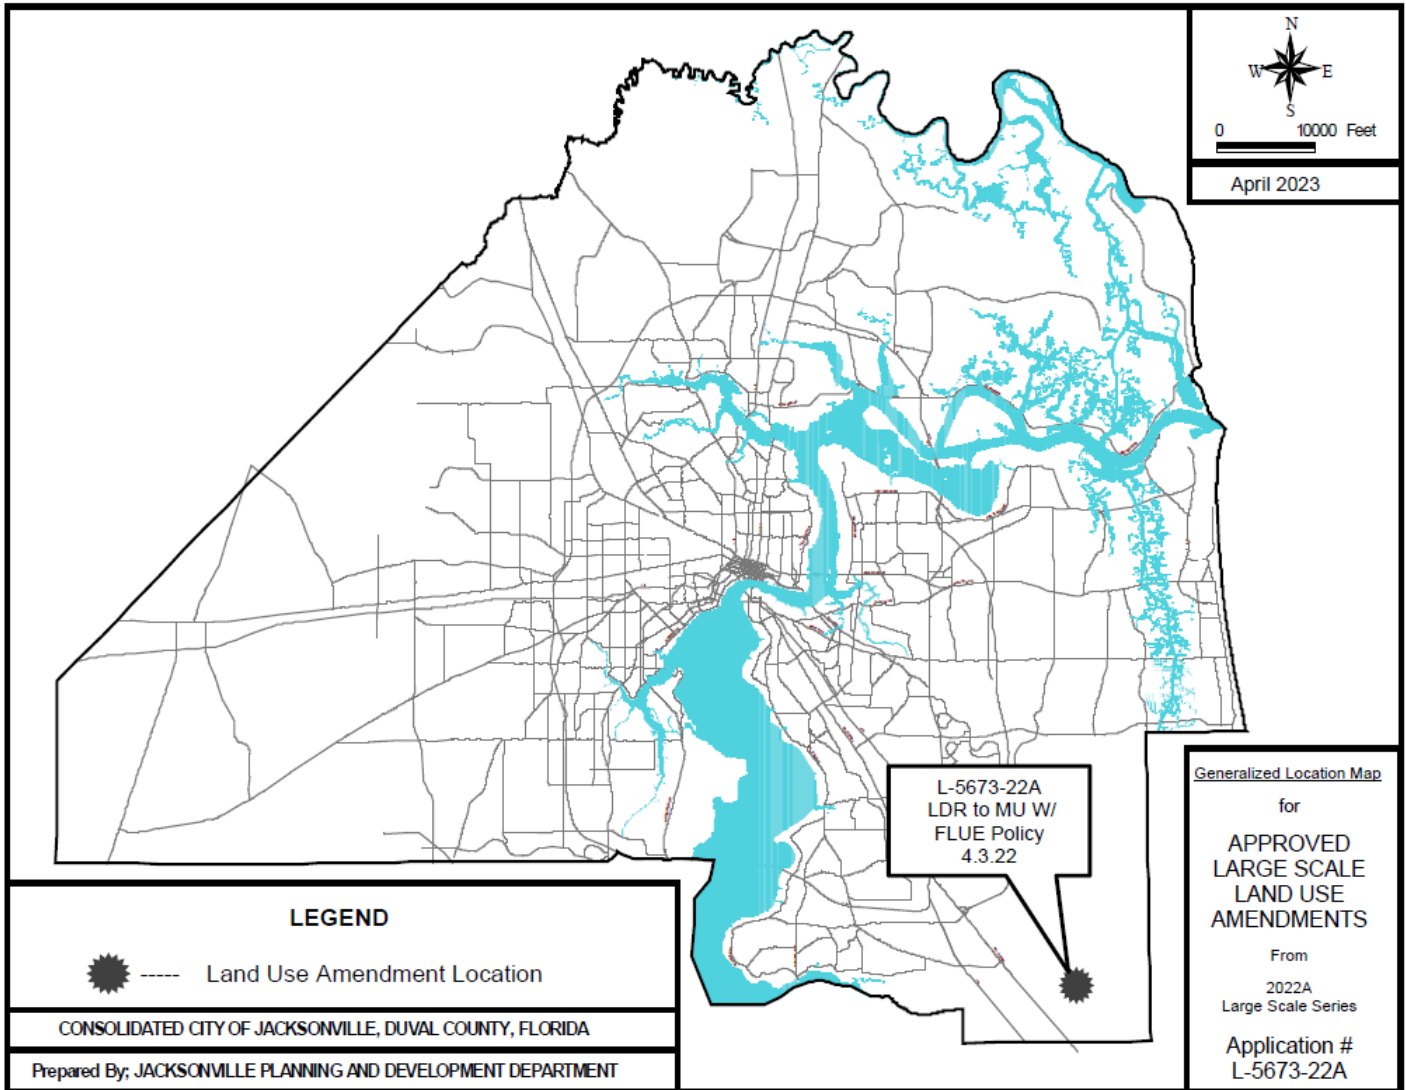 N
W E
S
0 10000 Feet
April 2023
L-5673-22A
LDR to MU W/
FLUE Policy
4.3.22
Generalized Location Map
for
APPROVED
LARGE SCALE
LAND USE
AMENDMENTS
From
2022A
Large Scale Series
Application #
L-5673-22A
LEGEND
----- Land Use Amendment Location
CONSOLIDATED CITY OF JACKSONVILLE, DUVAL COUNTY, FLORIDA
Prepared By; JACKSONVILLE PLANNING AND DEVELOPMENT DEPARTMENT